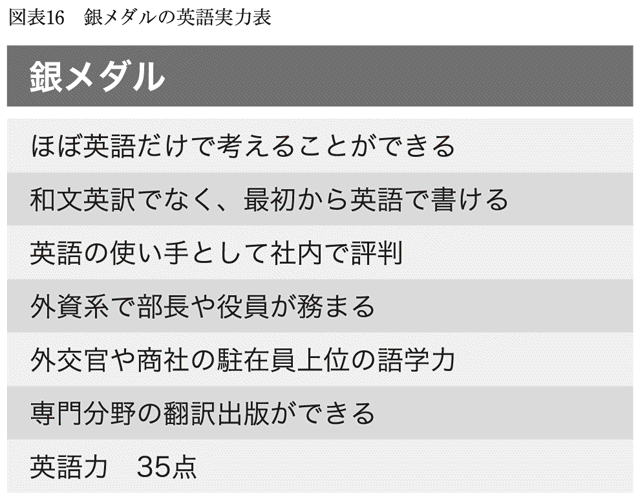 図表16　銀メダルの英語実力表
銀メダル
ほぼ英語だけで考えることができる
和文英訳でなく、最初から英語で書ける
英語の使い手として社内で評判
外資系で部長や役員が務まる
外交官や商社の駐在員上位の語学力
専門分野の翻訳出版ができる
英語力　35点